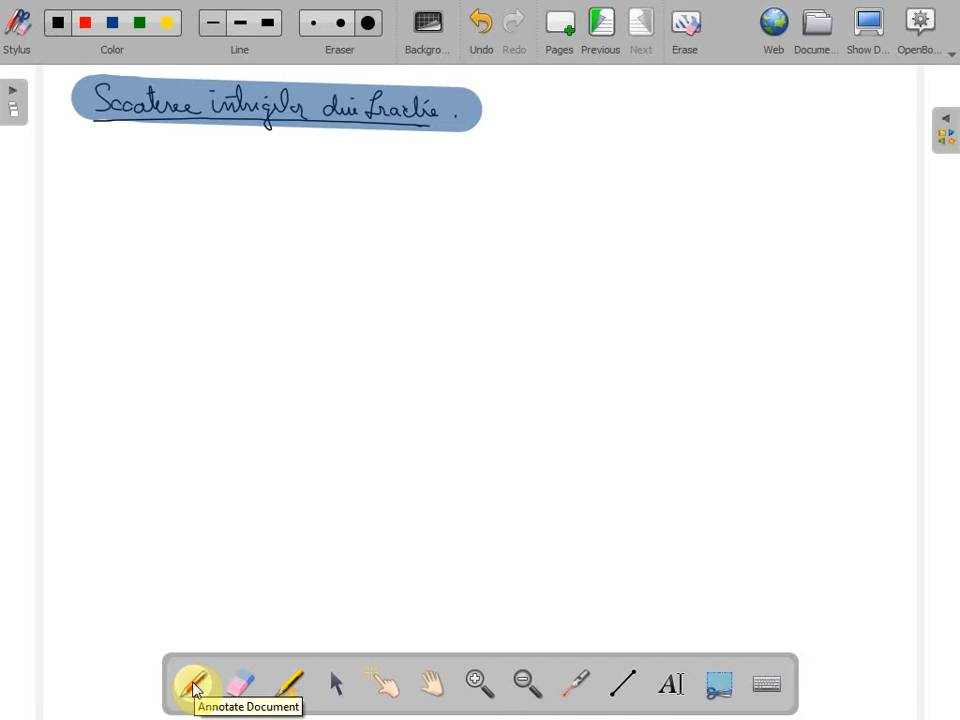 Stylus Color Line Eraser Backgro... Undo Redo Pages Previous Next Erase Web Docume... Show D... OpenBo...
Scoaterea întregilor din fracție.
Annotate Document